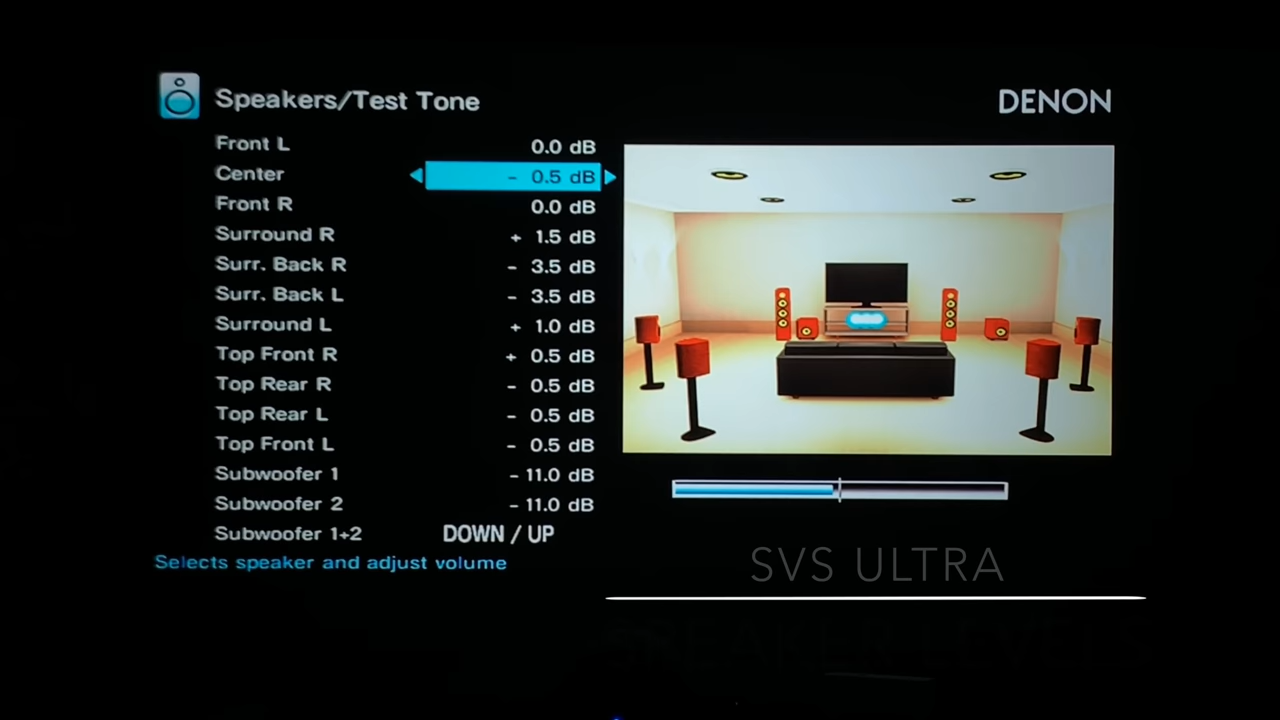 Speakers/Test Tone
DENON
Front L 0.0 dB
Center - 0.5 dB
Front R 0.0 dB
Surround R + 1.5 dB
Surr. Back R - 3.5 dB
Surr. Back L - 3.5 dB
Surround L + 1.0 dB
Top Front R + 0.5 dB
Top Rear R - 0.5 dB
Top Rear L - 0.5 dB
Top Front L - 0.5 dB
Subwoofer 1 - 11.0 dB
Subwoofer 2 - 11.0 dB
Subwoofer 1+2 DOWN / UP
Selects speaker and adjust volume
SVS ULTRA
SPEAKER LEVELS